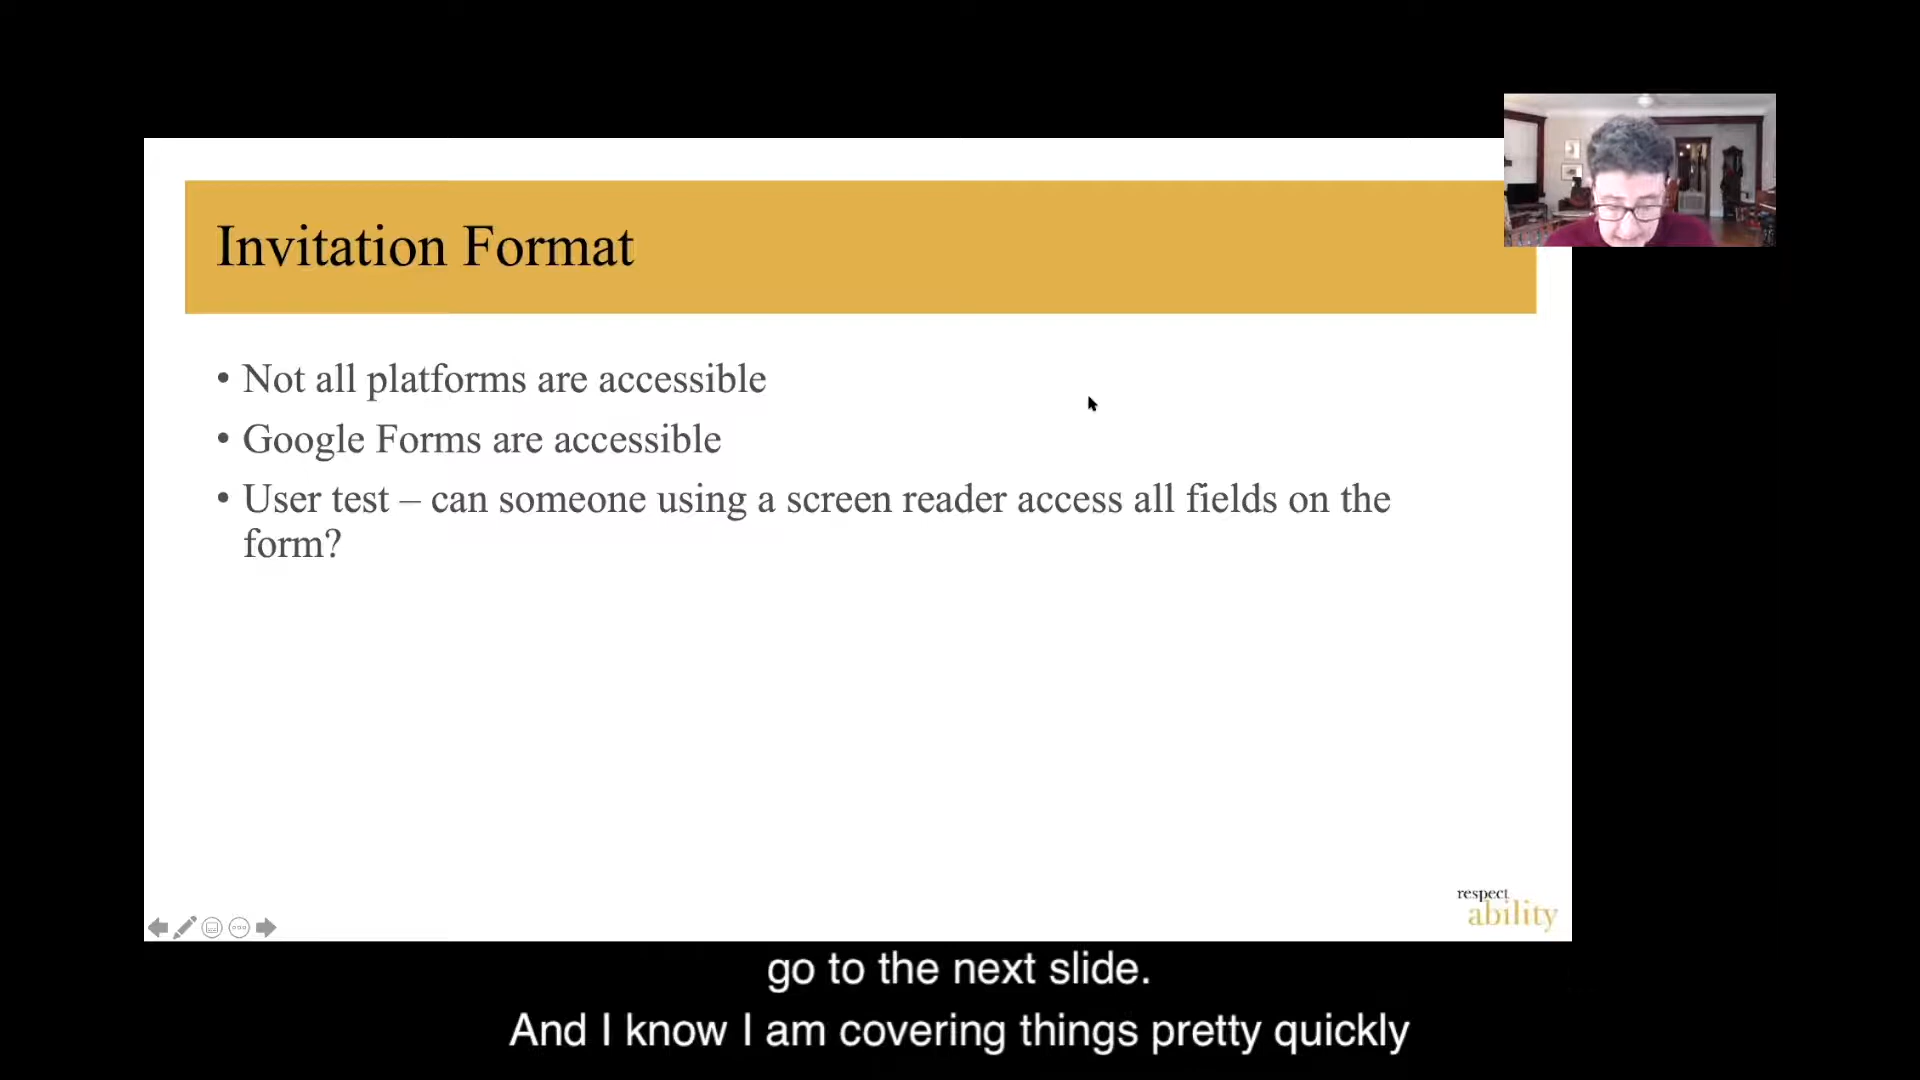 Invitation Format
• Not all platforms are accessible
• Google Forms are accessible
• User test – can someone using a screen reader access all fields on the
form?
respect
ability
go to the next slide.
And I know I am covering things pretty quickly